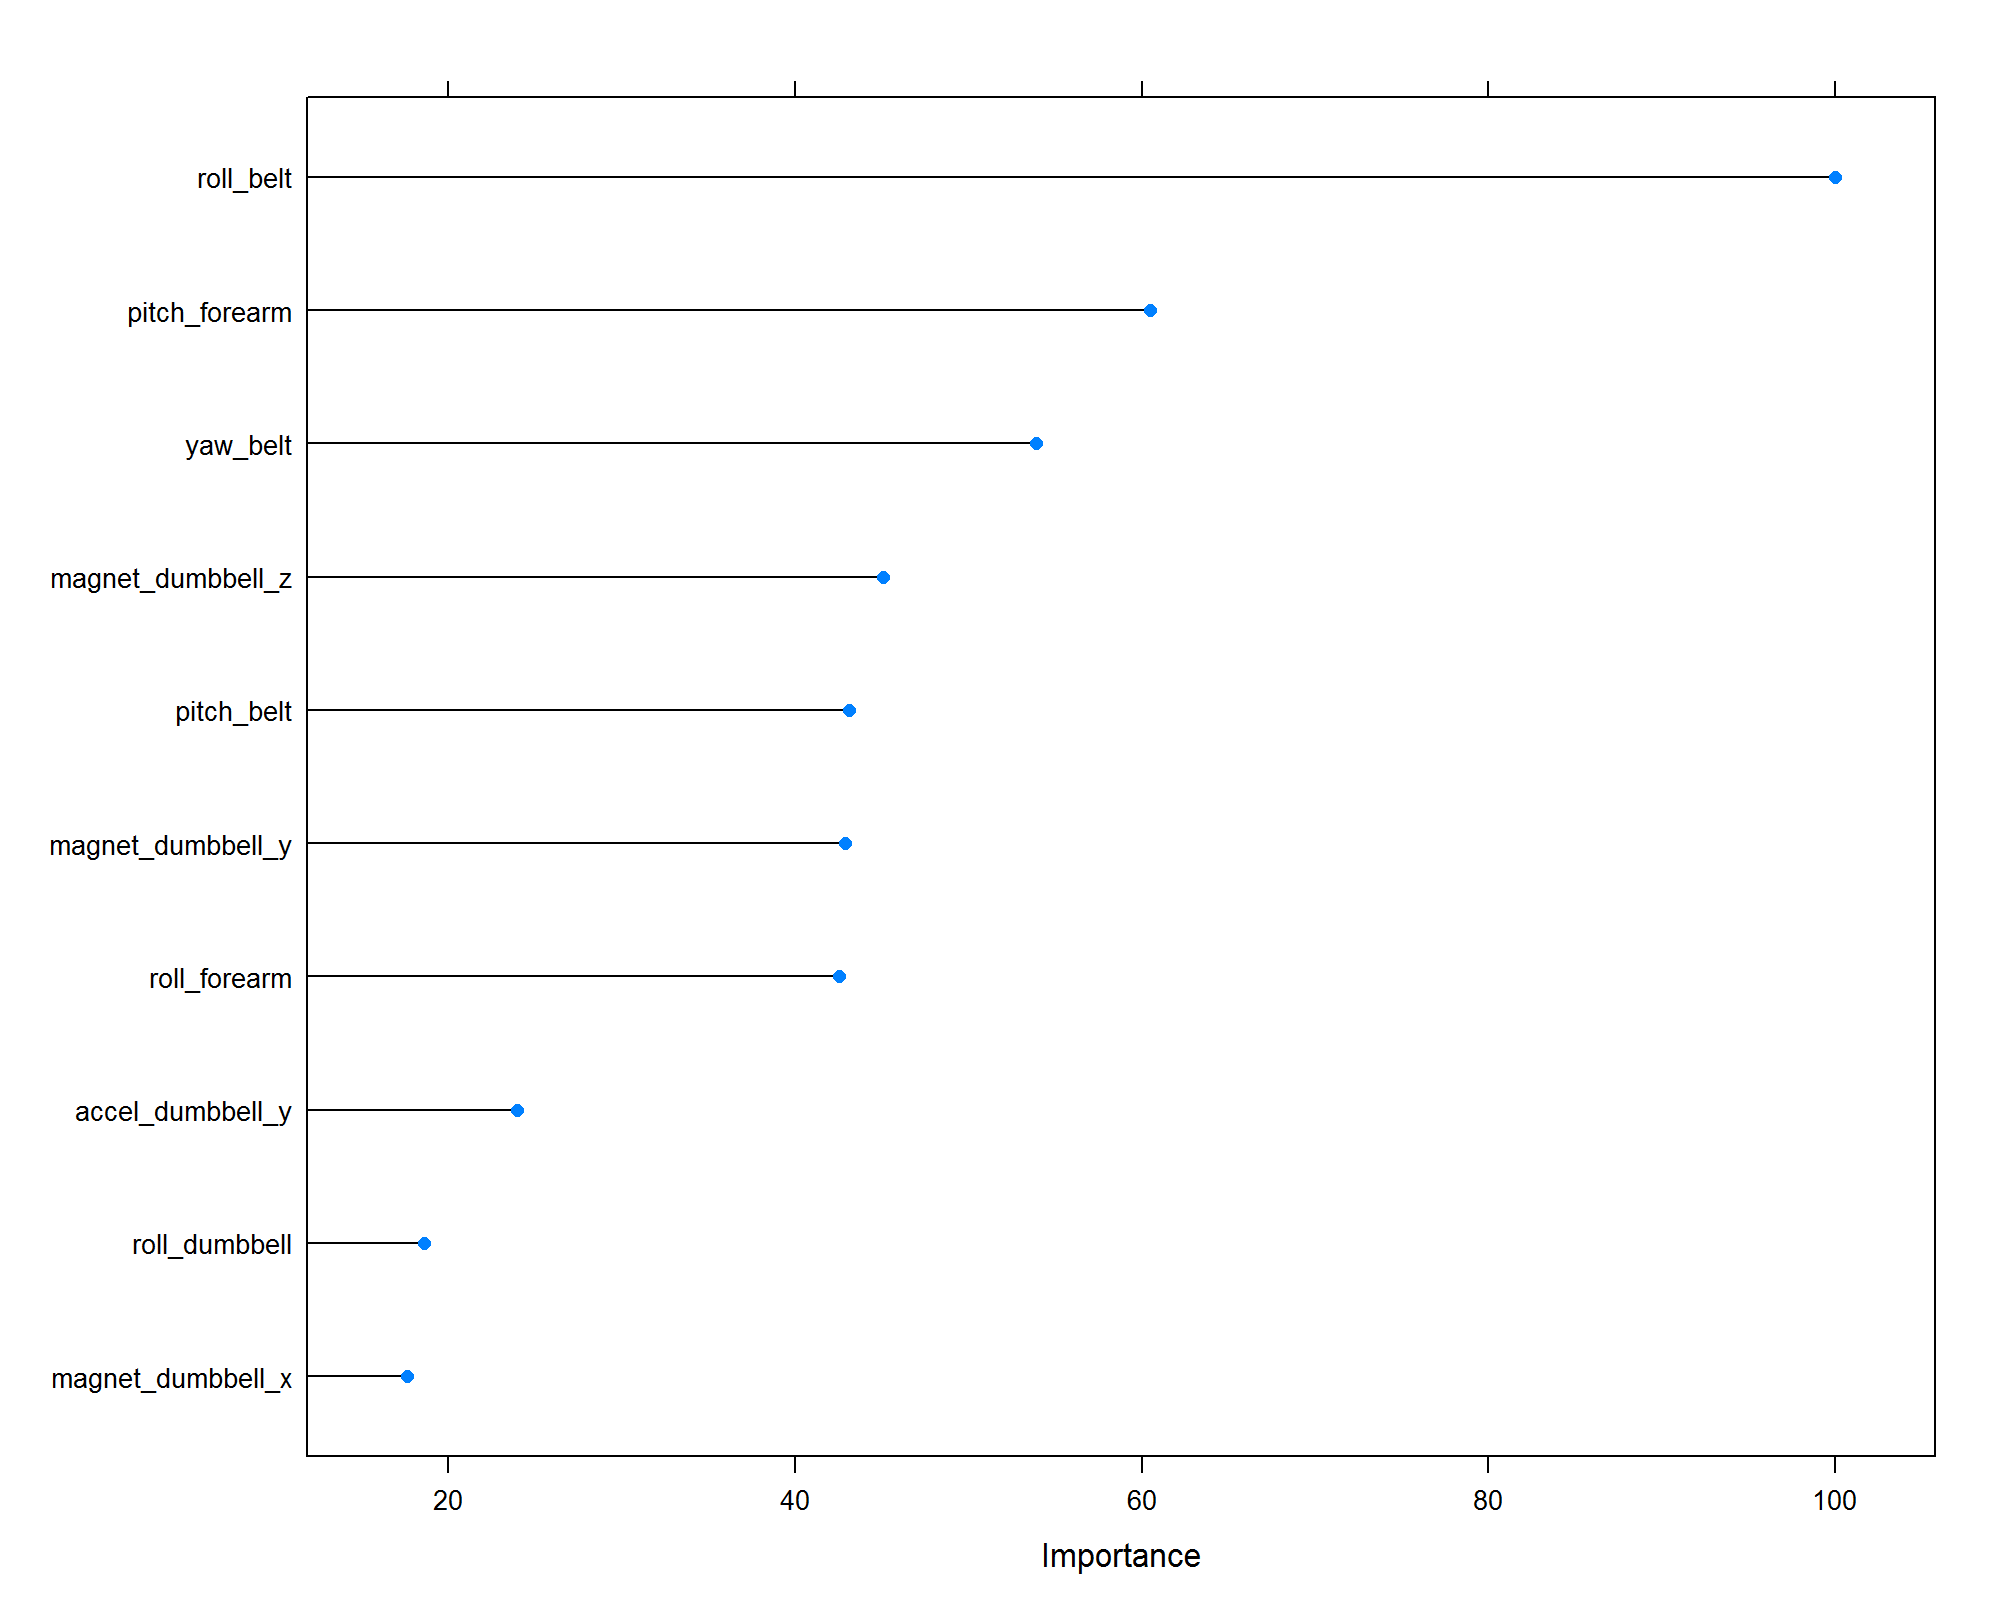 roll_belt
pitch_forearm
yaw_belt
magnet_dumbbell_z
pitch_belt
magnet_dumbbell_y
roll_forearm
accel_dumbbell_y
roll_dumbbell
magnet_dumbbell_x
20 40 60 80 100
Importance